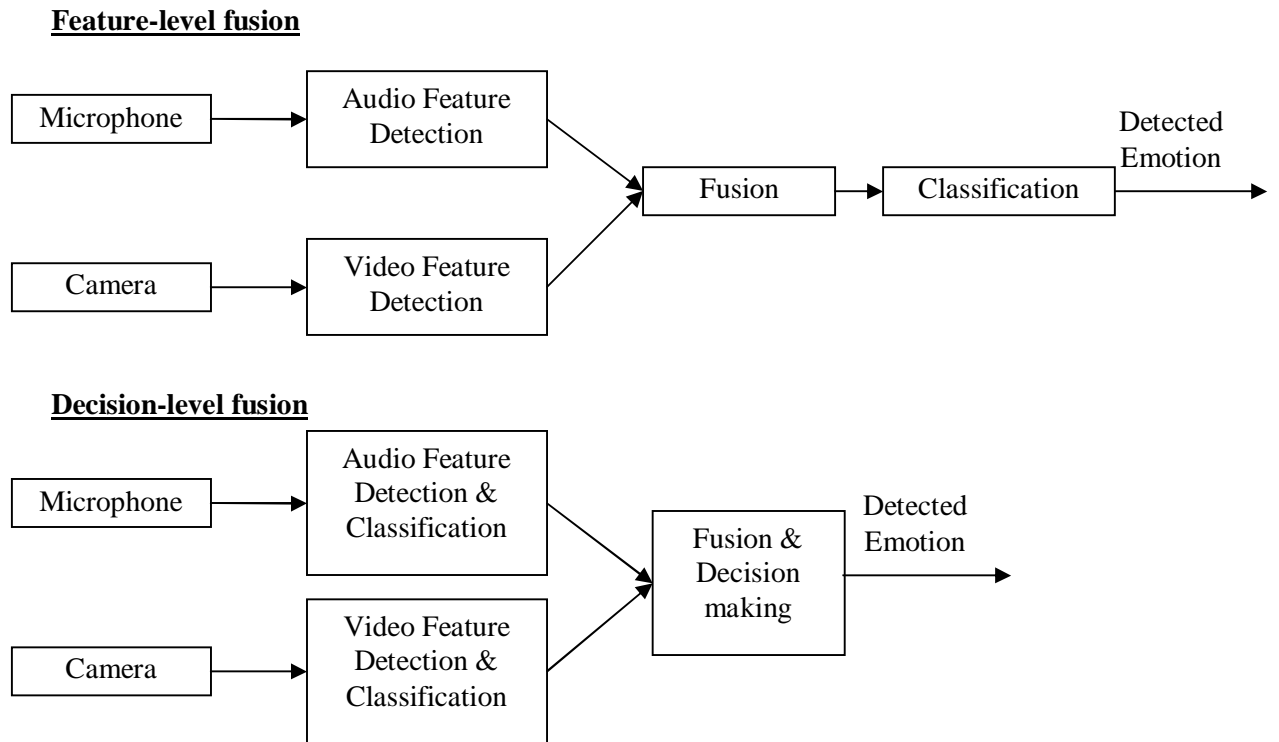 Feature-level fusion
Microphone
Audio Feature
Detection
Camera
Video Feature
Detection
Fusion
Classification
Detected
Emotion
Decision-level fusion
Microphone
Audio Feature
Detection &
Classification
Camera
Video Feature
Detection &
Classification
Fusion &
Decision
making
Detected
Emotion